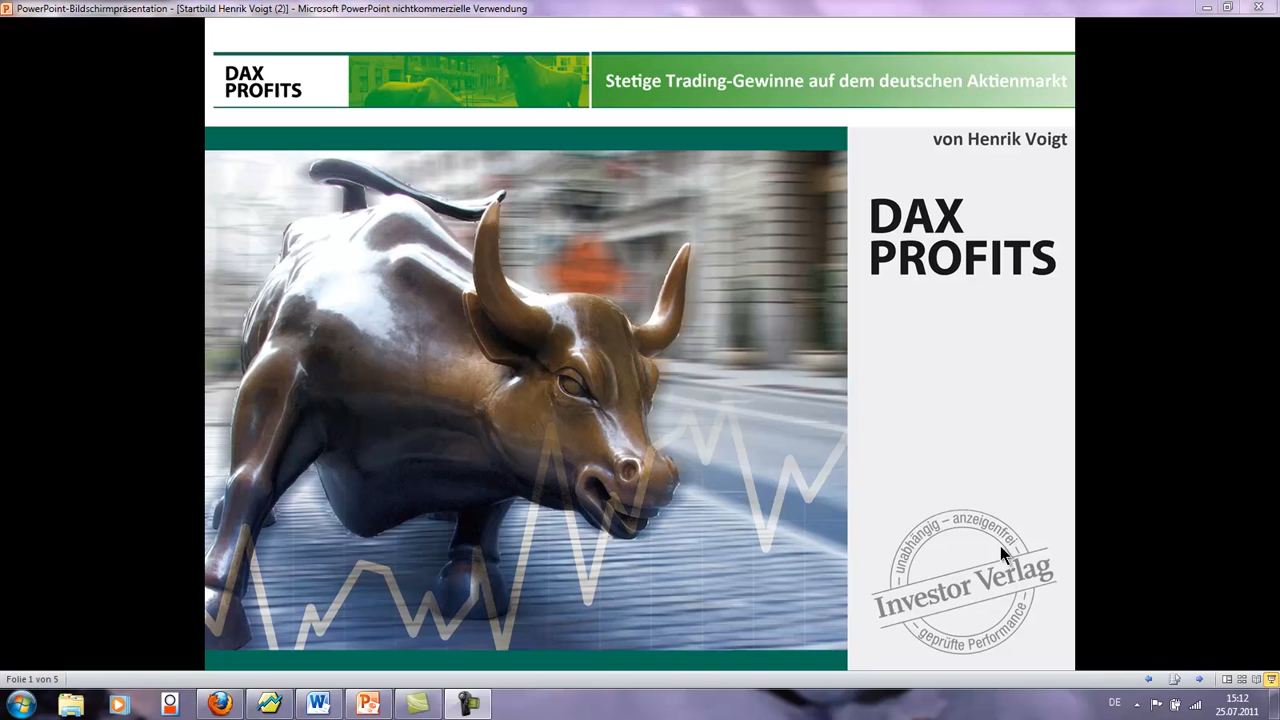 PowerPoint-Bildschirmpräsentation - [Startbild Henrik Voigt (2)] - Microsoft PowerPoint nichtkommerzielle Verwendung
DAX
PROFITS
Stetige Trading-Gewinne auf dem deutschen Aktienmarkt
von Henrik Voigt
DAX
PROFITS
unabhängig – anzeigenfrei
Investor Verlag
– geprüfte Performance –
Folie 1 von 5
DE
15:12
25.07.2011